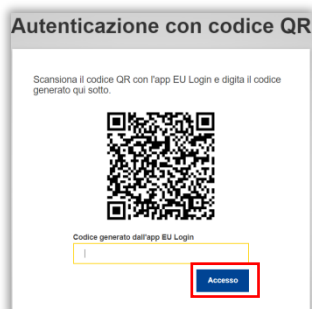 Autenticazione con codice QR
Scansiona il codice QR con l'app EU Login e digita il codice
generato qui sotto.
Codice generato dall'app EU Login
Accesso